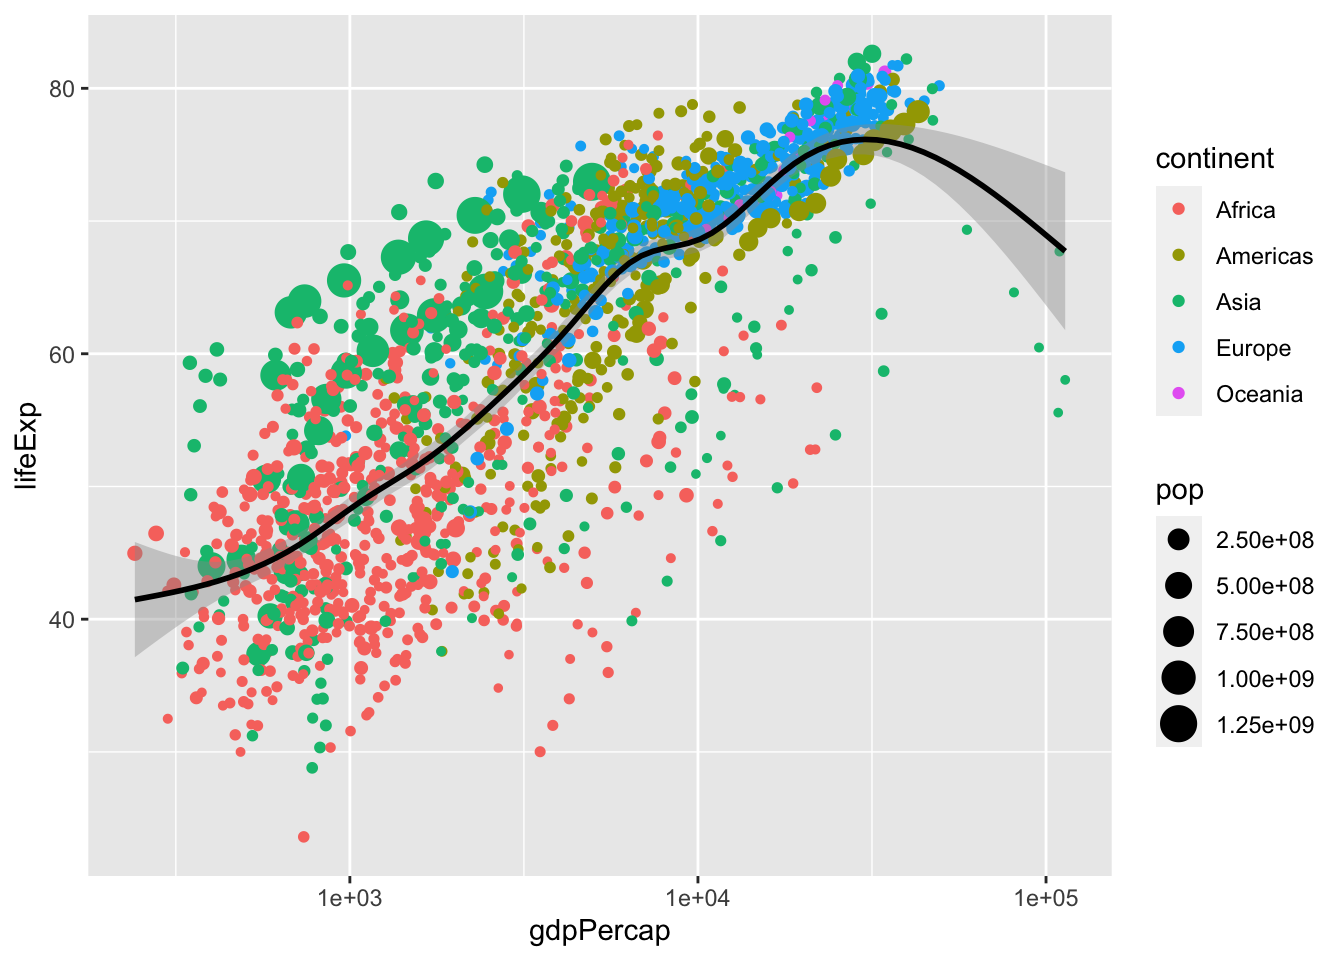 80
60
40
lifeExp
1e+03
1e+04
1e+05
gdpPercap
continent
Africa
Americas
Asia
Europe
Oceania
pop
2.50e+08
5.00e+08
7.50e+08
1.00e+09
1.25e+09